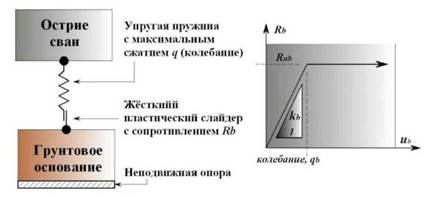 Острие
сваи
Упругая пружина
с максимальным
сжатием q (колебание)
Жёсткий
пластический слайдер
с сопротивлением Rb
Грунтовое
основание
Неподвижная опора
Rb
Rub
kb
1
ub
колебание, qb